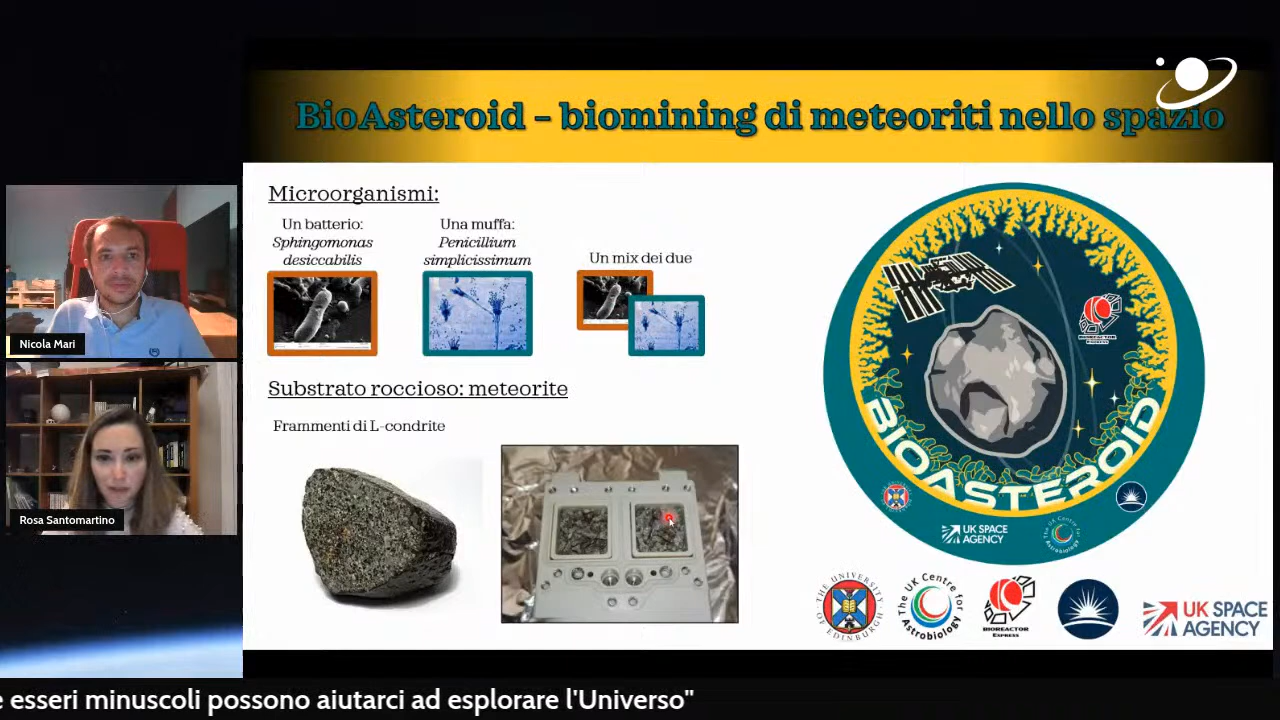 BioAsteroid – biomining di meteoriti nello spazio
Microorganismi:
Un batterio:
Sphingomonas
desiccabilis
Una muffa:
Penicillium
simplicissimum
Un mix dei due
Substrato roccioso: meteorite
Frammenti di L-condrite
Nicola Mari
Rosa Santomartino
BIOREACTOR
EXPRESS
BIOASTEROID
UK SPACE
AGENCY
THE UNIVERSITY
OF EDINBURGH
The UK Centre for
Astrobiology
BIOREACTOR
EXPRESS
UK SPACE
AGENCY
e esseri minuscoli possono aiutarci ad esplorare l'Universo"